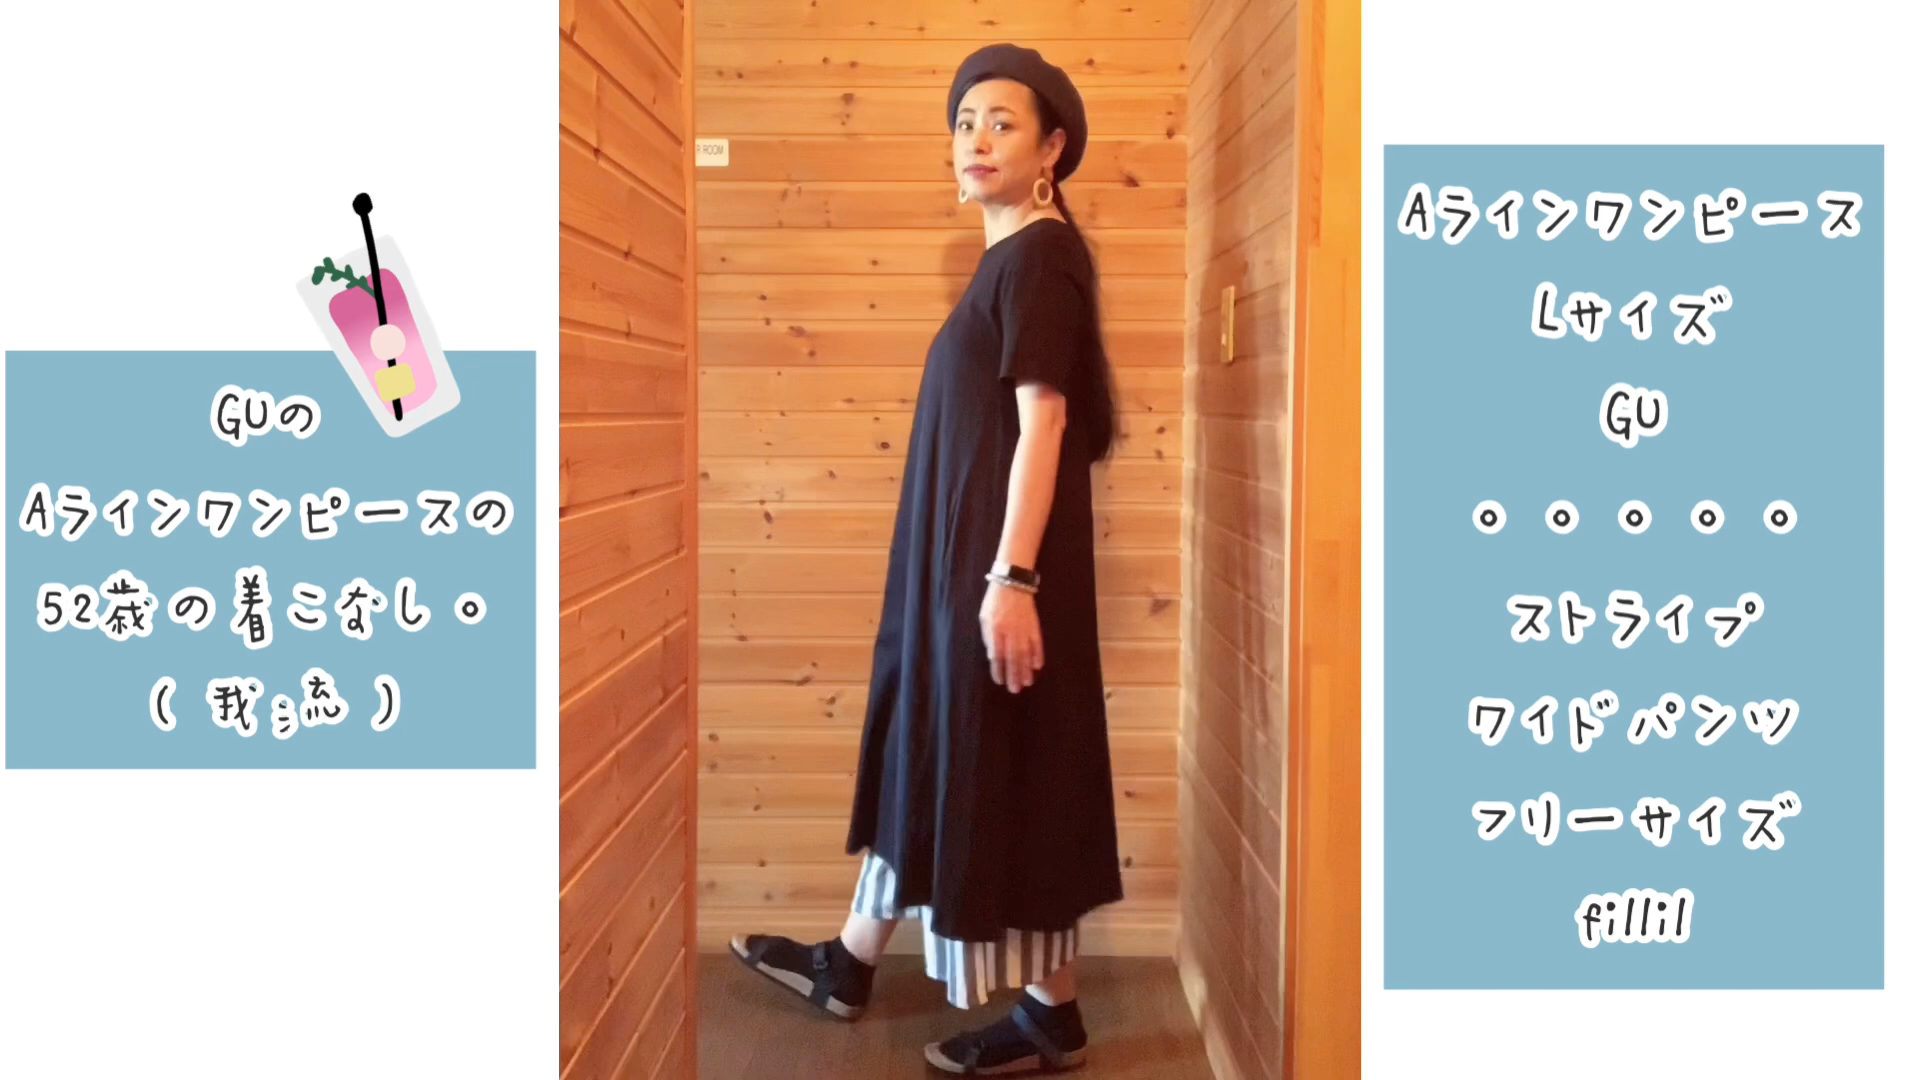 GUの
Aラインワンピースの
52歳の着こなし。
(我流)
R ROOM
Aラインワンピース
Lサイズ
GU
。。。。。
ストライプ
ワイドパンツ
フリーサイズ
fillil